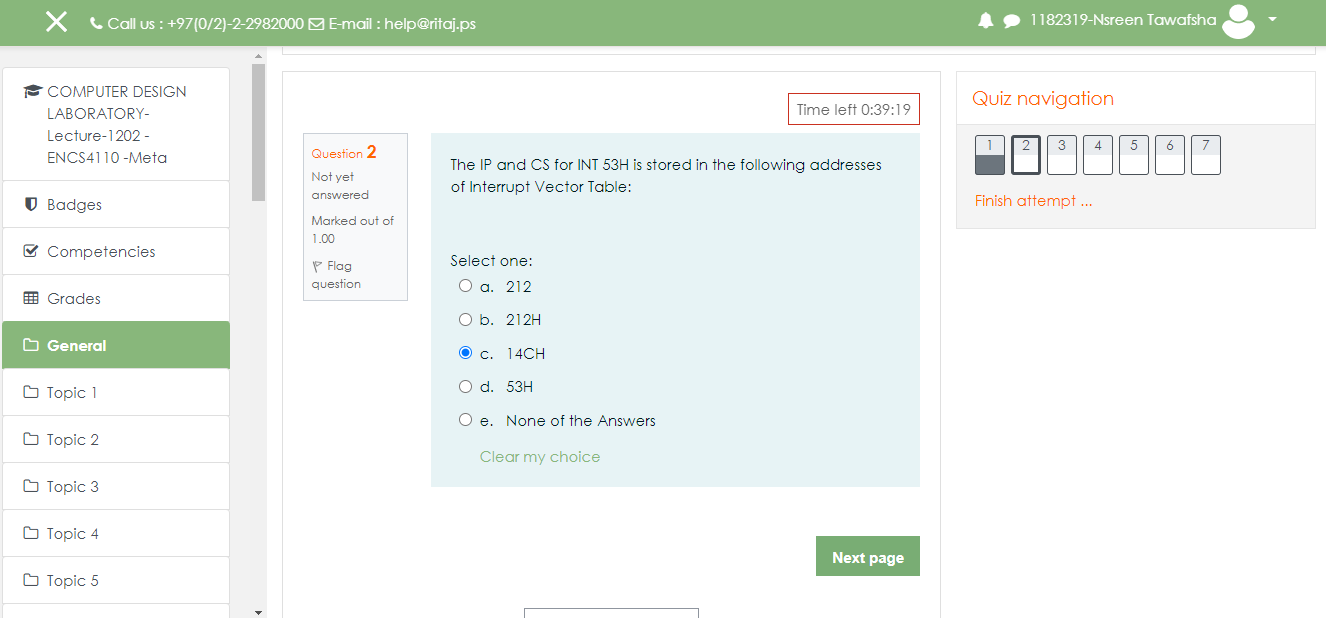 Call us : +97(0/2)-2-2982000 E-mail : help@ritaj.ps
1182319-Nsreen Tawafsha
COMPUTER DESIGN
LABORATORY-
Lecture-1202 -
ENCS4110 -Meta
Badges
Competencies
Grades
General
Topic 1
Topic 2
Topic 3
Topic 4
Topic 5
Time left 0:39:19
Question 2
Not yet
answered
Marked out of
1.00
Flag
question
The IP and CS for INT 53H is stored in the following addresses
of Interrupt Vector Table:
Select one:
a. 212
b. 212H
c. 14CH
d. 53H
e. None of the Answers
Clear my choice
Next page
Quiz navigation
1 2 3 4 5 6 7
Finish attempt ...